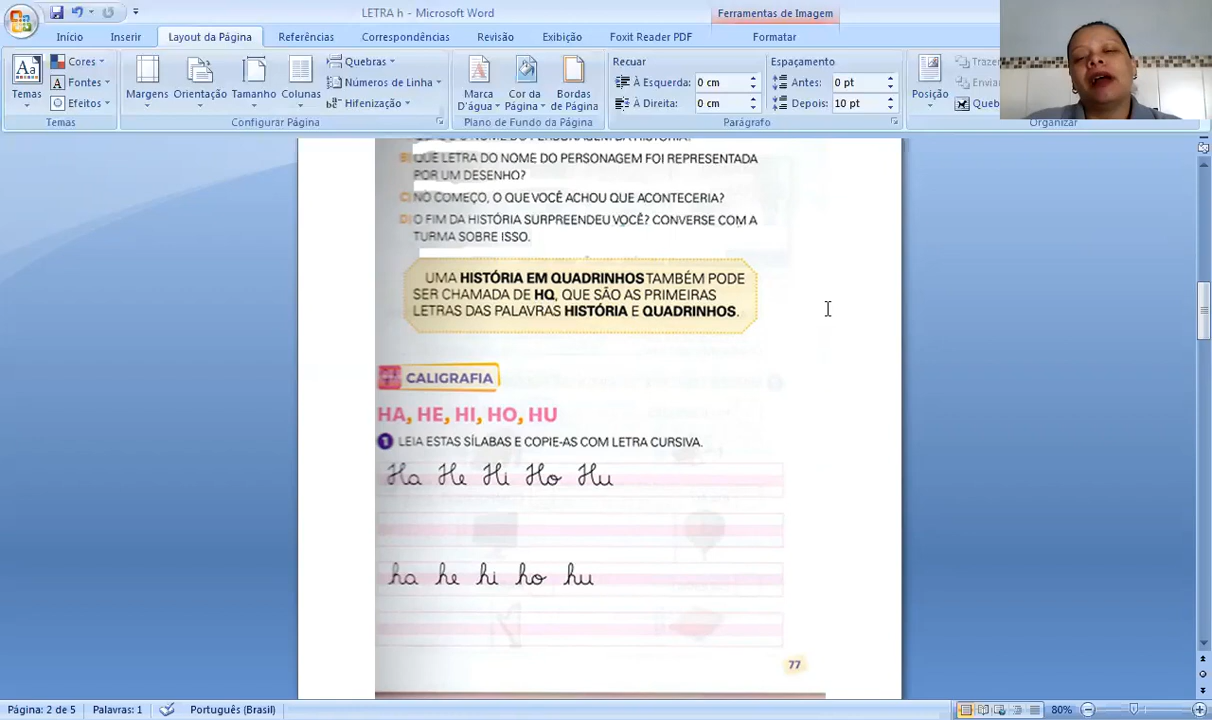 LETRA h - Microsoft Word
Ferramentas de Imagem
Início Inserir Layout da Página Referências Correspondências Revisão Exibição Foxit Reader PDF Formatar
Temas
Cores
Fontes
Efeitos
Temas
Margens Orientação Tamanho Colunas
Quebras
Números de Linha
Hifenização
Configurar Página
Marca D'água
Cor da Página
Bordas de Página
Plano de Fundo da Página
Recuar
À Esquerda: 0 cm
À Direita: 0 cm
Espaçamento
Antes: 0 pt
Depois: 10 pt
Parágrafo
Posição
Organizar
B) QUE LETRA DO NOME DO PERSONAGEM FOI REPRESENTADA
POR UM DESENHO?
C) NO COMEÇO, O QUE VOCÊ ACHOU QUE ACONTECERIA?
D) O FIM DA HISTÓRIA SURPREENDEU VOCÊ? CONVERSE COM A
TURMA SOBRE ISSO.
UMA HISTÓRIA EM QUADRINHOS TAMBÉM PODE
SER CHAMADA DE HQ, QUE SÃO AS PRIMEIRAS
LETRAS DAS PALAVRAS HISTÓRIA E QUADRINHOS.
CALIGRAFIA
HA, HE, HI, HO, HU
1 LEIA ESTAS SÍLABAS E COPIE-AS COM LETRA CURSIVA.
Ha He Hi Ho Hu
ha he hi ho hu
77
Página: 2 de 5 Palavras: 1 Português (Brasil) 80%